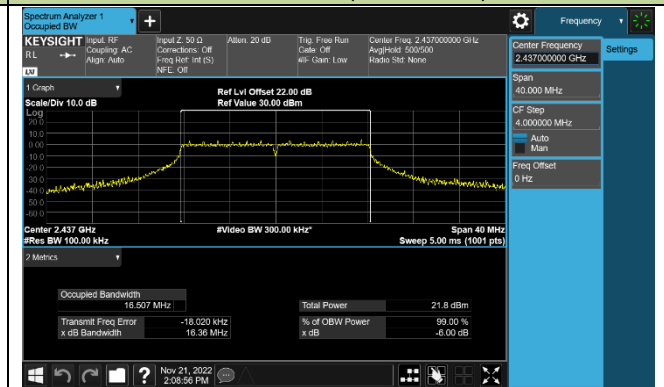 Spectrum Analyzer 1
Occupied BW
Frequency
KEYSIGHT
RL
LXI
Input: RF
Coupling: AC
Align: Auto
Input Z: 50 Ω
Corrections: Off
Freq Ref: Int (S)
NFE: Off
Atten: 20 dB
Trig: Free Run
Gate: Off
#IF Gain: Low
Center Freq: 2.437000000 GHz
Avg|Hold: 500/500
Radio Std: None
Center Frequency
2.437000000 GHz
Settings
Span
40.000 MHz
CF Step
4.000000 MHz
Auto
Man
Freq Offset
0 Hz
1 Graph
Scale/Div 10.0 dB
Ref Lvl Offset 22.00 dB
Ref Value 30.00 dBm
Log
20.0
10.0
0.00
-10.0
-20.0
-30.0
-40.0
-50.0
-60.0
Center 2.437 GHz
#Video BW 300.00 kHz*
Span 40 MHz
#Res BW 100.00 kHz
Sweep 5.00 ms (1001 pts)
2 Metrics
Occupied Bandwidth
16.507 MHz
Total Power 21.8 dBm
Transmit Freq Error -18.020 kHz
% of OBW Power 99.00 %
x dB Bandwidth 16.36 MHz
x dB -6.00 dB
?
Nov 21, 2022
2:08:56 PM